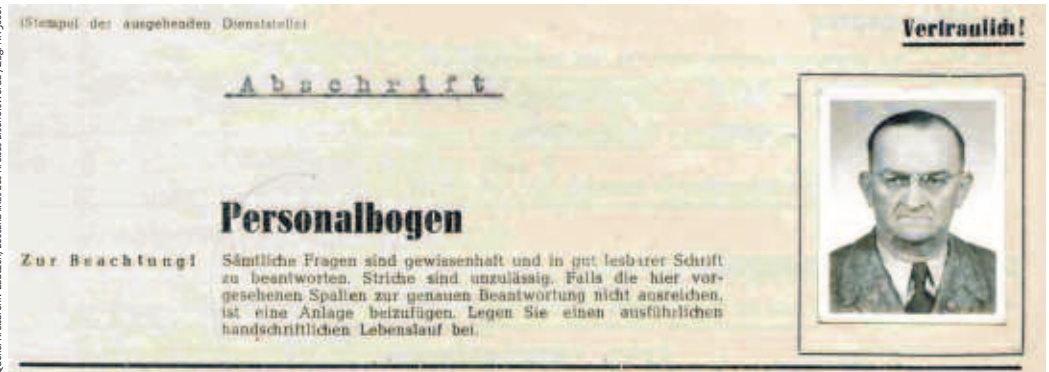 (Stempel der ausgehenden Dienststelle)
Vertraulich!
Abschrift
Personalbogen
Zur Beachtung!
Sämtliche Fragen sind gewissenhaft und in gut lesbarer Schrift
zu beantworten. Striche sind unzulässig. Falls die hier vor-
gesehenen Spalten zur genauen Beantwortung nicht ausreichen,
ist eine Anlage beizufügen. Legen Sie einen ausführlichen
handschriftlichen Lebenslauf bei.